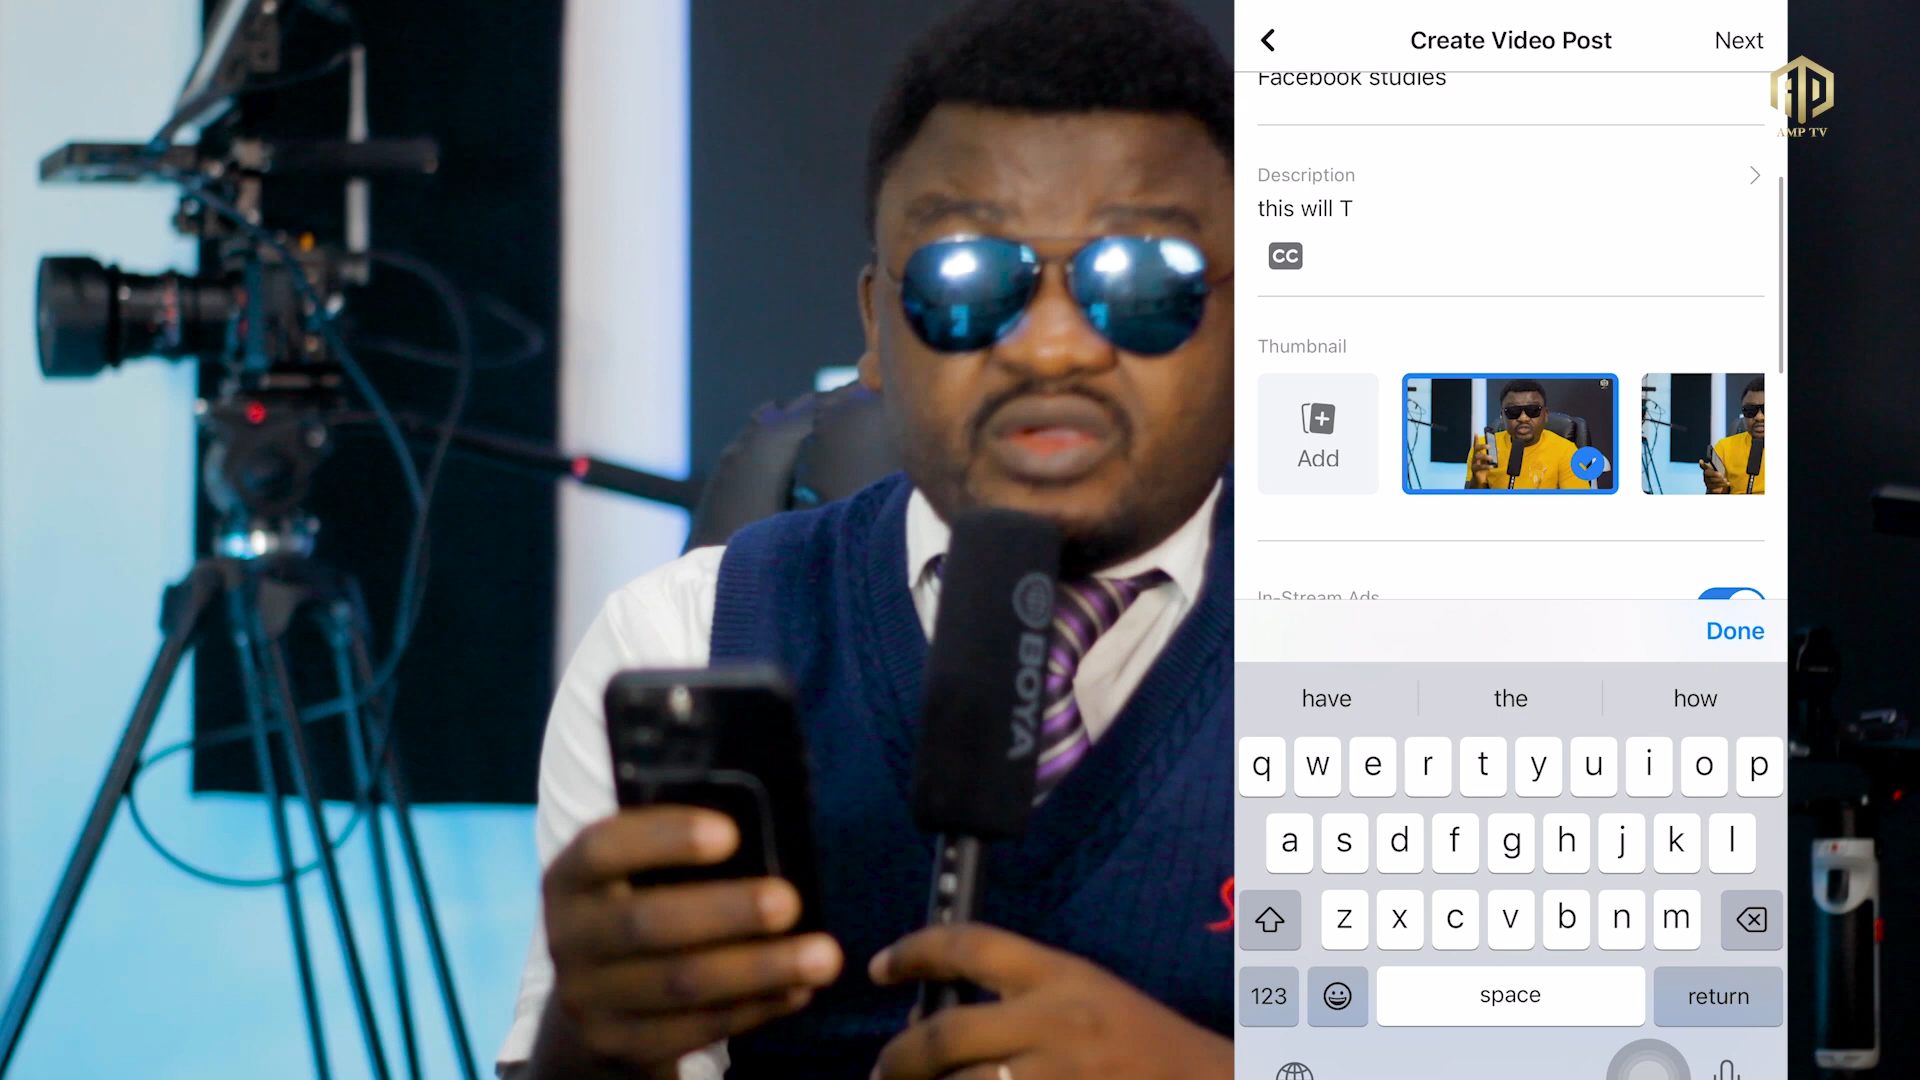 Create Video Post
Next
Facebook studies
AMP TV
Description
this will T
CC
Thumbnail
Add
In-Stream Ads
Done
have the how
q w e r t y u i o p
a s d f g h j k l
z x c v b n m
123 space return
BOYA